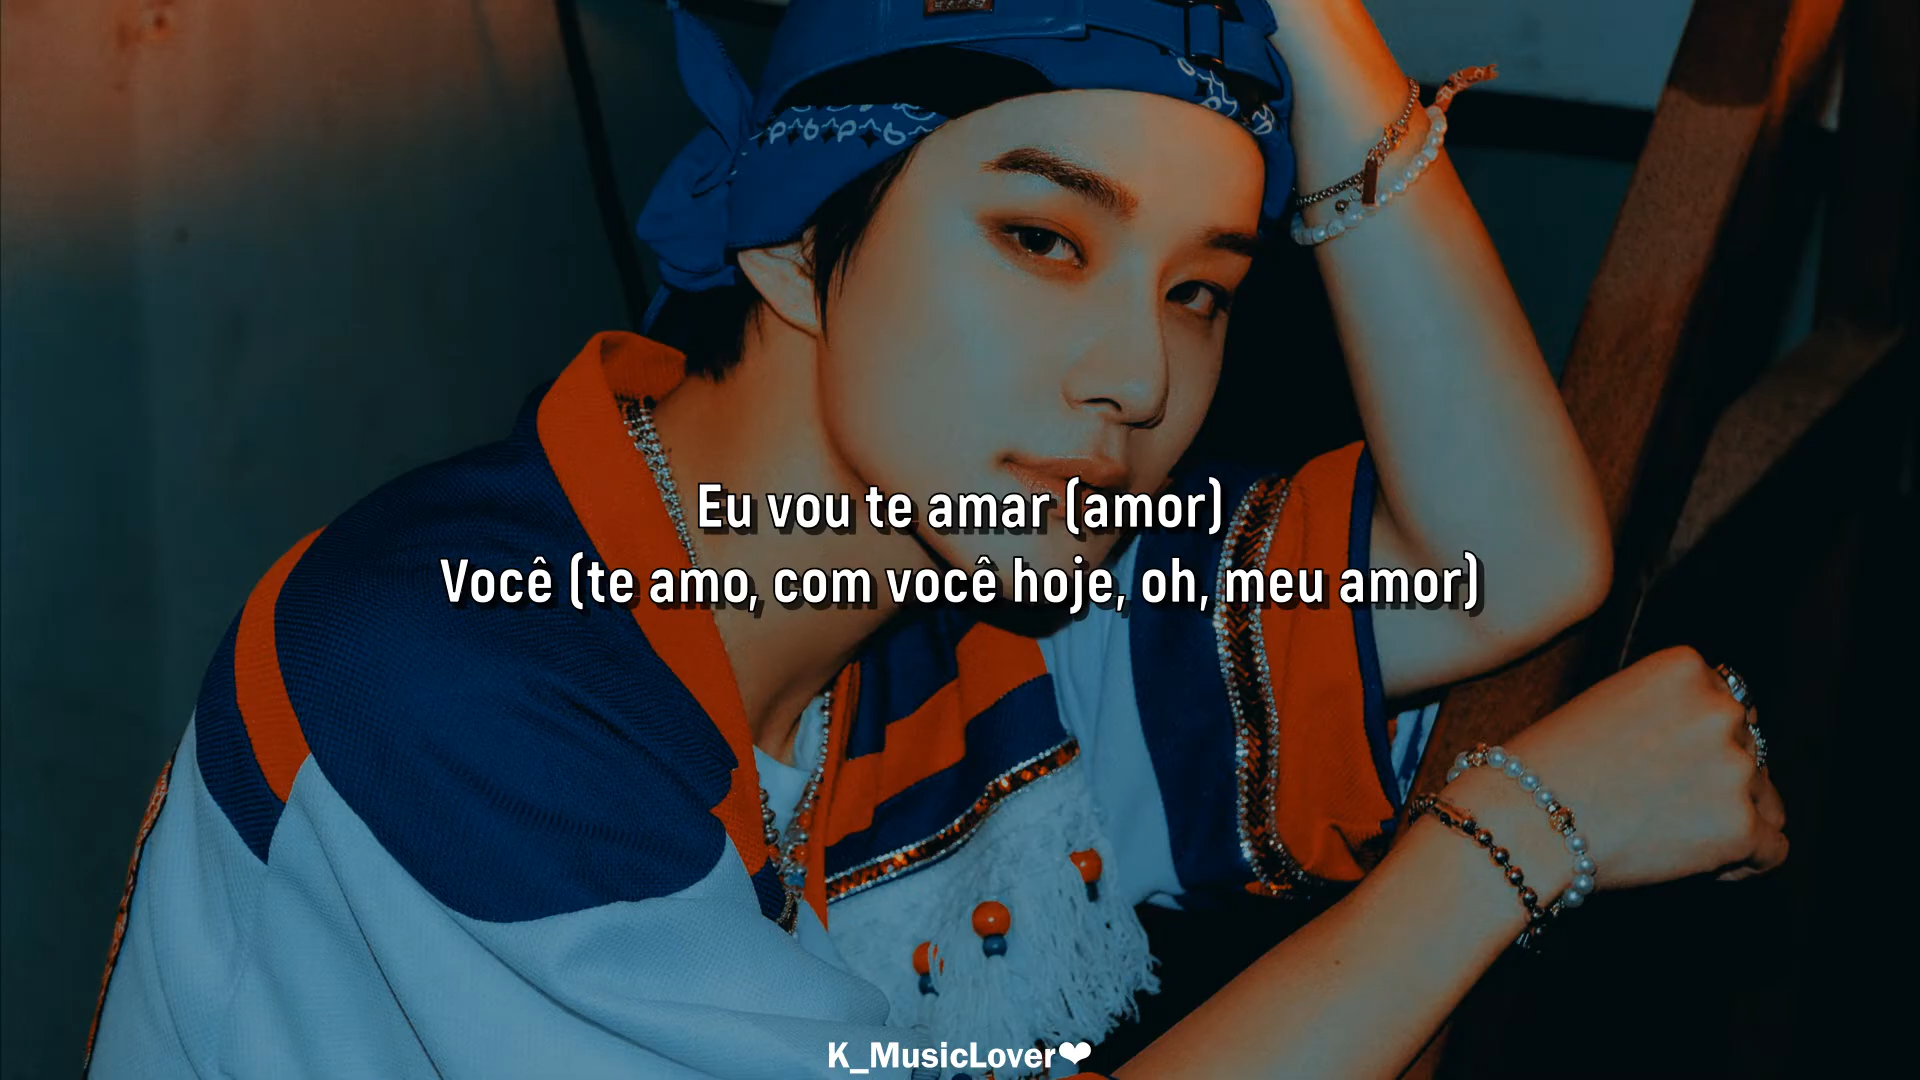 Eu vou te amar (amor)
Você (te amo, com você hoje, oh, meu amor)
K_MusicLover❤